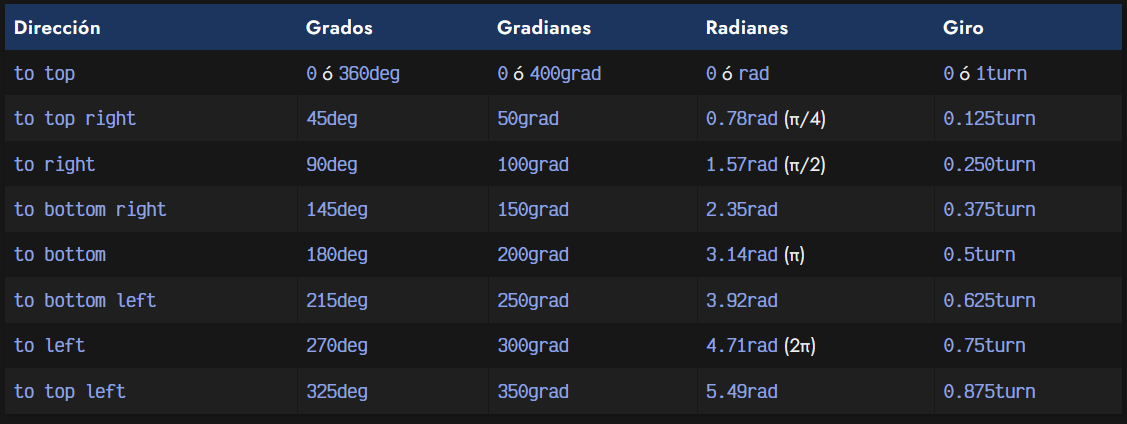 Dirección Grados Gradianes Radianes Giro
to top 0 ó 360deg 0 ó 400grad 0 ó rad 0 ó 1turn
to top right 45deg 50grad 0.78rad (π/4) 0.125turn
to right 90deg 100grad 1.57rad (π/2) 0.250turn
to bottom right 145deg 150grad 2.35rad 0.375turn
to bottom 180deg 200grad 3.14rad (π) 0.5turn
to bottom left 215deg 250grad 3.92rad 0.625turn
to left 270deg 300grad 4.71rad (2π) 0.75turn
to top left 325deg 350grad 5.49rad 0.875turn